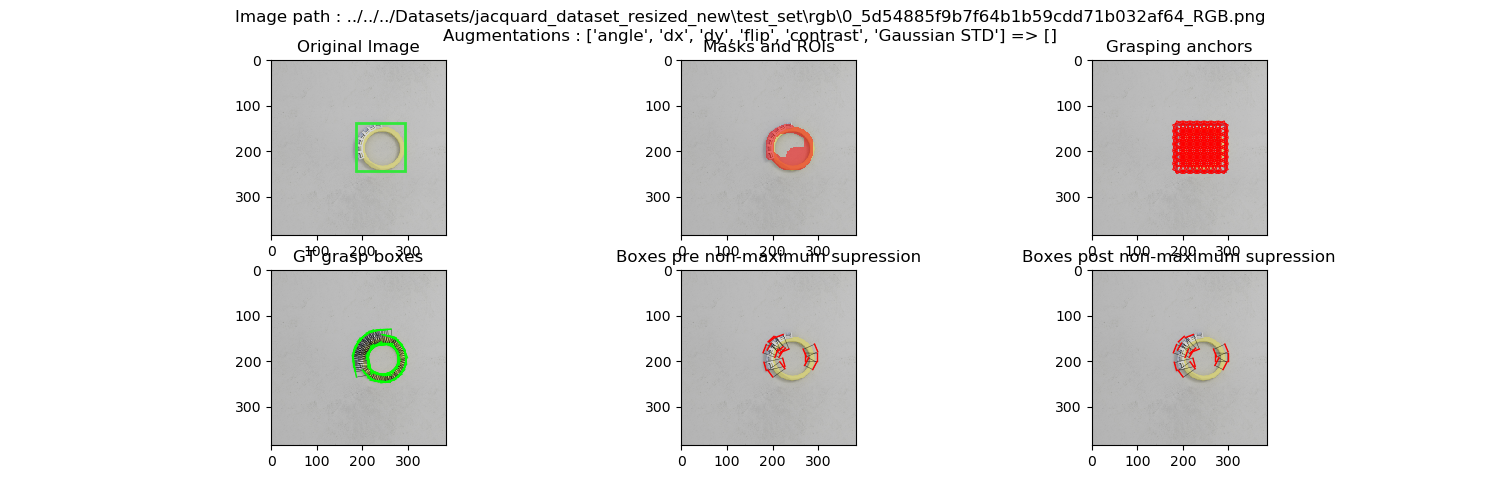 Image path : ../../../Datasets/jacquard_dataset_resized_new\test_set\rgb\0_5d54885f9b7f64b1b59cdd71b032af64_RGB.png
Augmentations : ['angle', 'dx', 'dy', 'flip', 'contrast', 'Gaussian STD'] => []
Original Image
Masks and ROIs
Grasping anchors
0
100
200
300
0 100 200 300
0
100
200
300
0 100 200 300
0
100
200
300
0 100 200 300
GT grasp boxes
Boxes pre non-maximum supression
Boxes post non-maximum supression
0
100
200
300
0 100 200 300
0
100
200
300
0 100 200 300
0
100
200
300
0 100 200 300